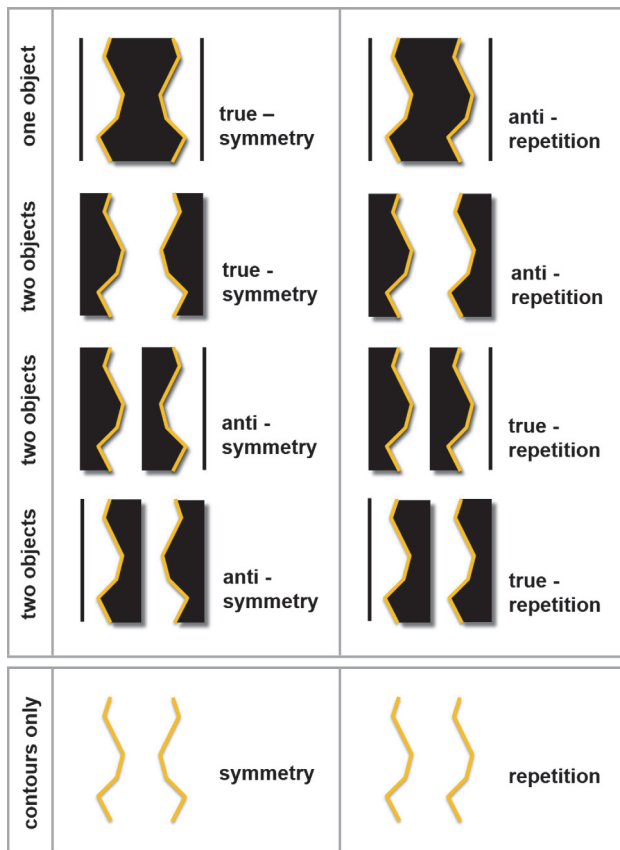 one object
true –
symmetry
anti -
repetition
two objects
true -
symmetry
anti -
repetition
two objects
anti -
symmetry
true -
repetition
two objects
anti -
symmetry
true -
repetition
contours only
symmetry
repetition